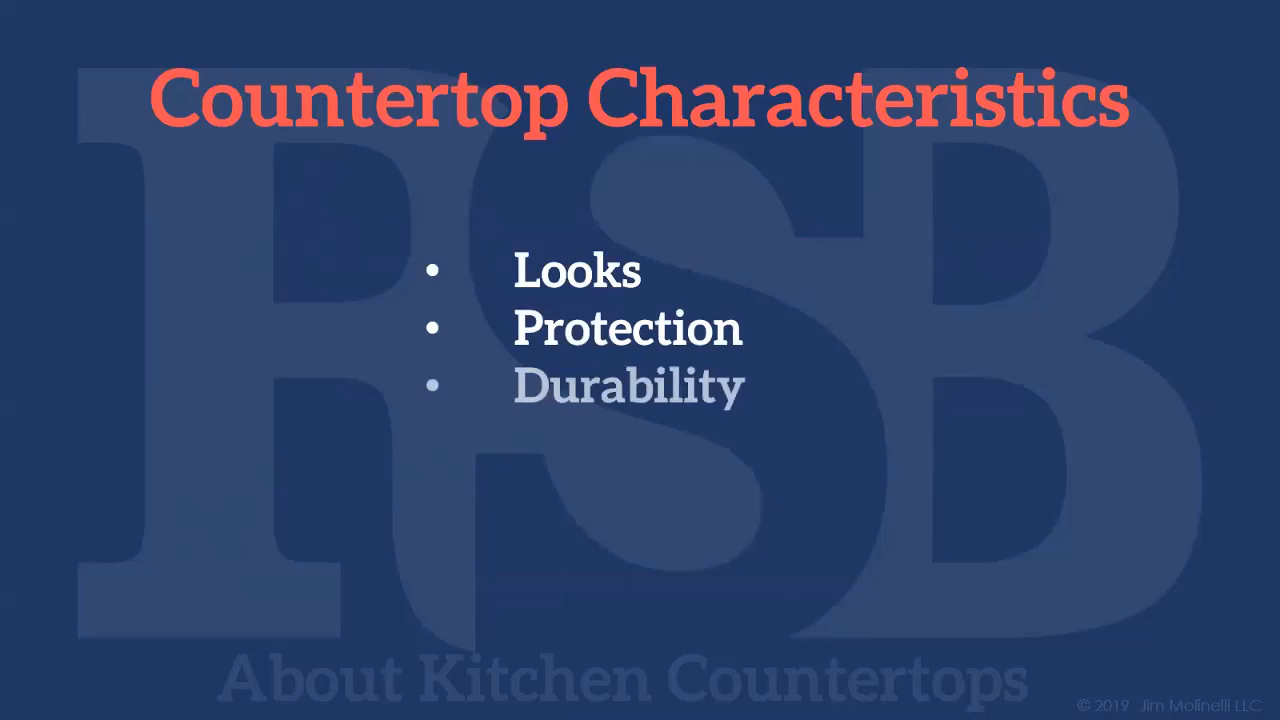 Countertop Characteristics
RSB
• Looks
• Protection
• Durability
About Kitchen Countertops
© 2019 Jim Molinelli LLC